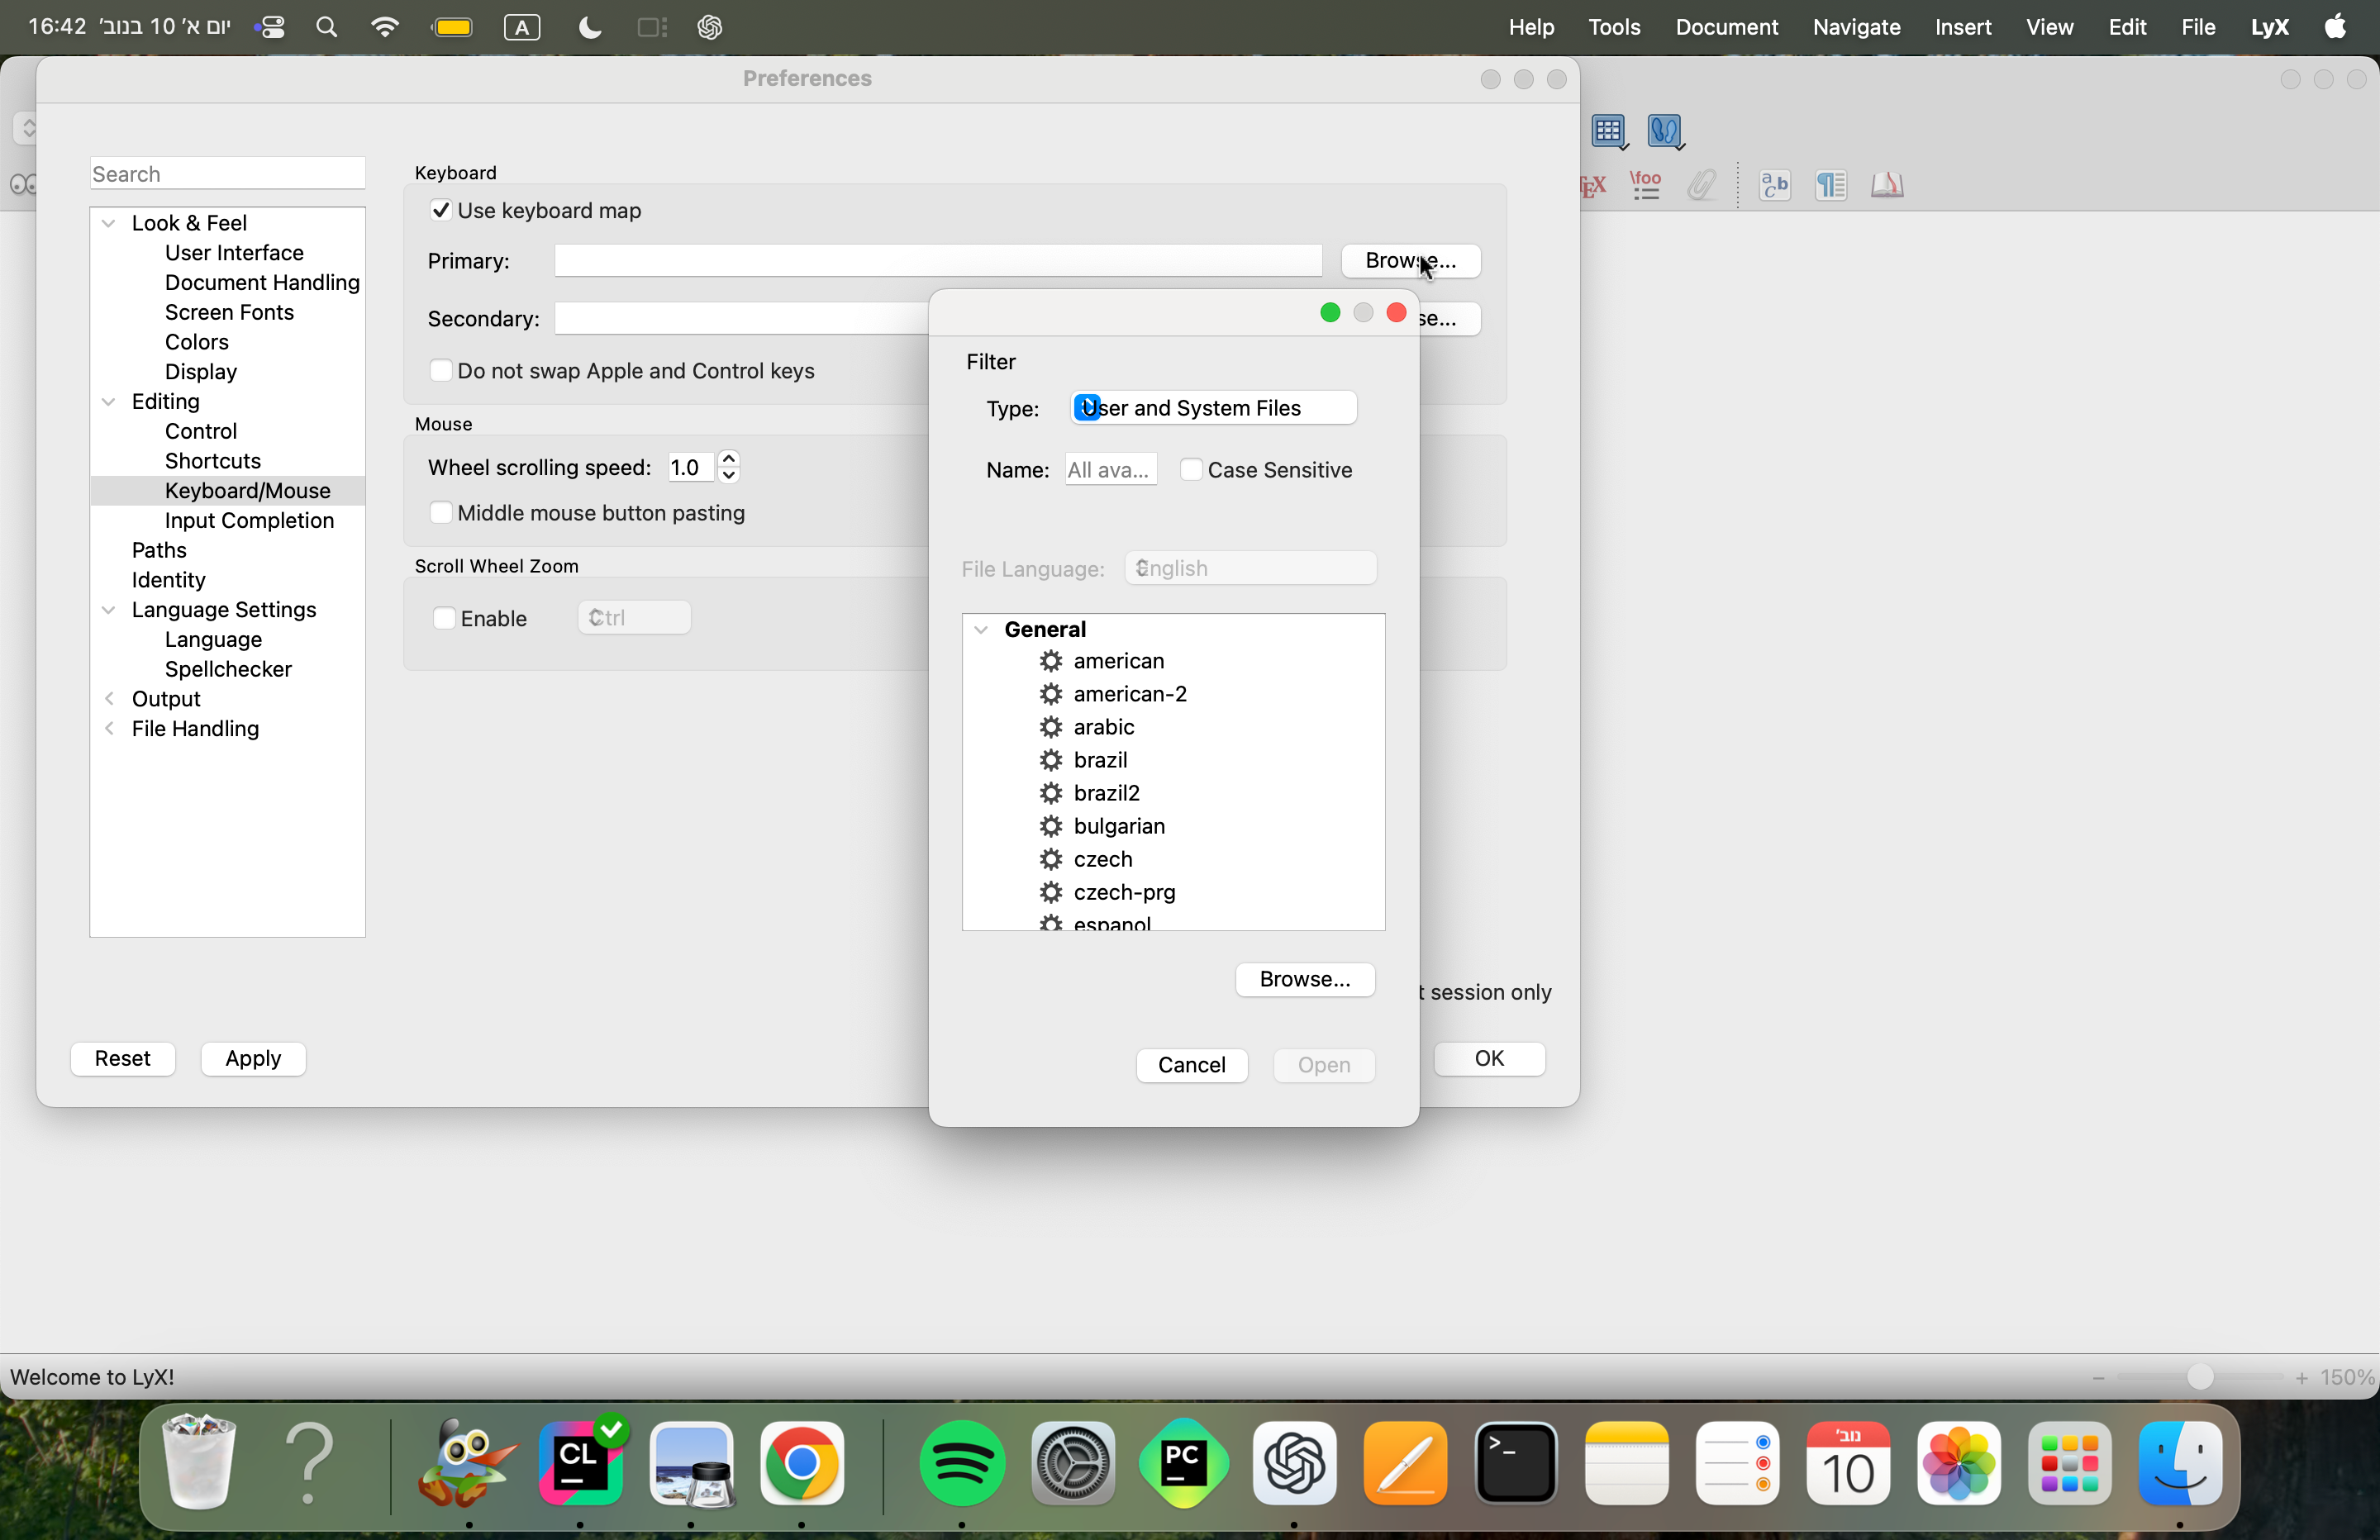 16:42 יום א׳ 10 בנוב׳
A
Help Tools Document Navigate Insert View Edit File LyX
Preferences
Search
Look & Feel
User Interface
Document Handling
Screen Fonts
Colors
Display
Editing
Control
Shortcuts
Keyboard/Mouse
Input Completion
Paths
Identity
Language Settings
Language
Spellchecker
Output
File Handling
Keyboard
Use keyboard map
Primary: Browse...
Secondary: se...
Do not swap Apple and Control keys
Mouse
Wheel scrolling speed: 1.0
Middle mouse button pasting
Scroll Wheel Zoom
Enable Ctrl
Filter
Type: User and System Files
Name: All ava... Case Sensitive
File Language: English
General
american
american-2
arabic
brazil
brazil2
bulgarian
czech
czech-prg
espanol
Browse...
Cancel Open
t session only
Reset Apply OK
\foo
Welcome to LyX!
150%
CL
PC
נוב׳
10